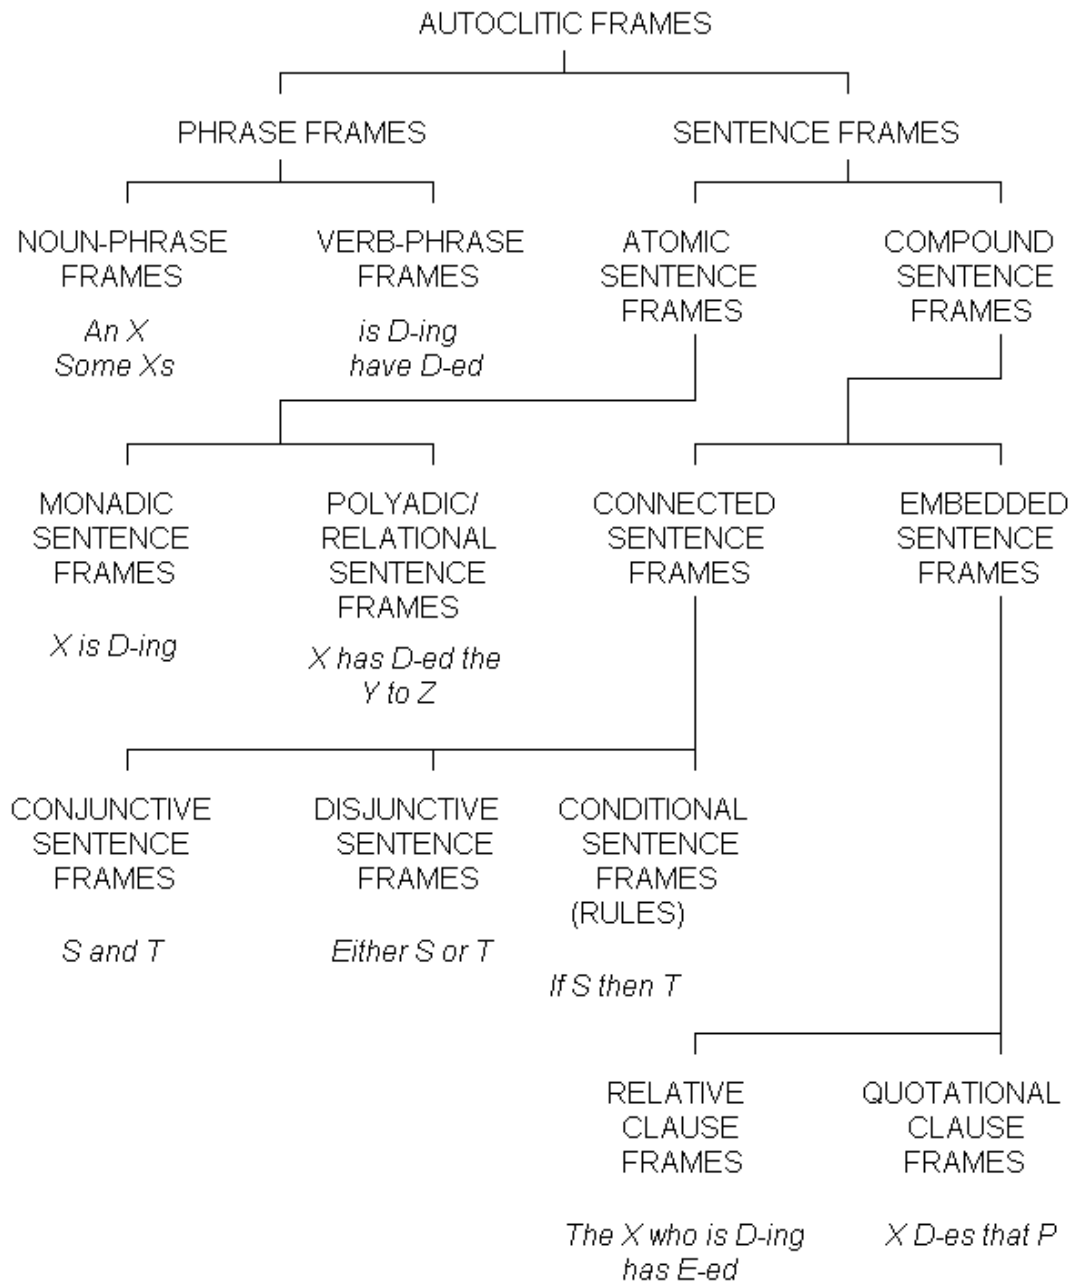 AUTOCLITIC FRAMES
PHRASE FRAMES
SENTENCE FRAMES
NOUN-PHRASE
FRAMES
An X
Some Xs
VERB-PHRASE
FRAMES
is D-ing
have D-ed
ATOMIC
SENTENCE
FRAMES
COMPOUND
SENTENCE
FRAMES
MONADIC
SENTENCE
FRAMES
X is D-ing
POLYADIC/
RELATIONAL
SENTENCE
FRAMES
X has D-ed the
Y to Z
CONNECTED
SENTENCE
FRAMES
EMBEDDED
SENTENCE
FRAMES
CONJUNCTIVE
SENTENCE
FRAMES
S and T
DISJUNCTIVE
SENTENCE
FRAMES
Either S or T
CONDITIONAL
SENTENCE
FRAMES
(RULES)
If S then T
RELATIVE
CLAUSE
FRAMES
The X who is D-ing
has E-ed
QUOTATIONAL
CLAUSE
FRAMES
X D-es that P